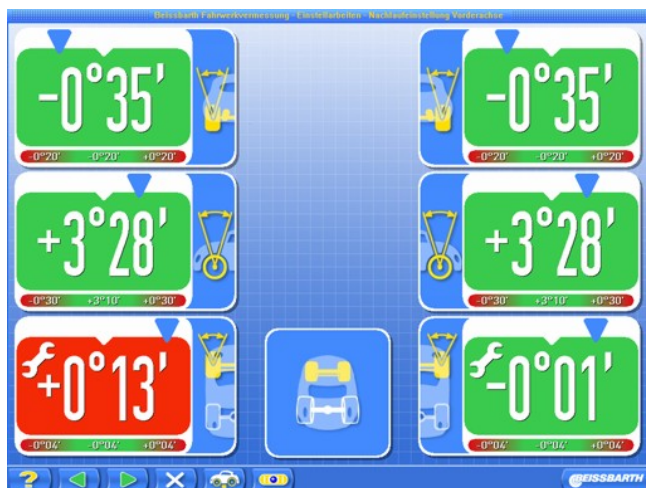 Beissbarth Fahrwerkvermessung - Einstellarbeiten - Nachlaufeinstellung Vorderachse
-0°35' -0°35'
-0°20' -0°20' +0°20' -0°20' -0°20' +0°20'
+3°28' +3°28'
-0°30' +3°10' +0°30' -0°30' +3°10' +0°30'
+0°13' -0°01'
-0°04' -0°04' +0°04' -0°04' -0°04' +0°04'
? BEISSBARTH